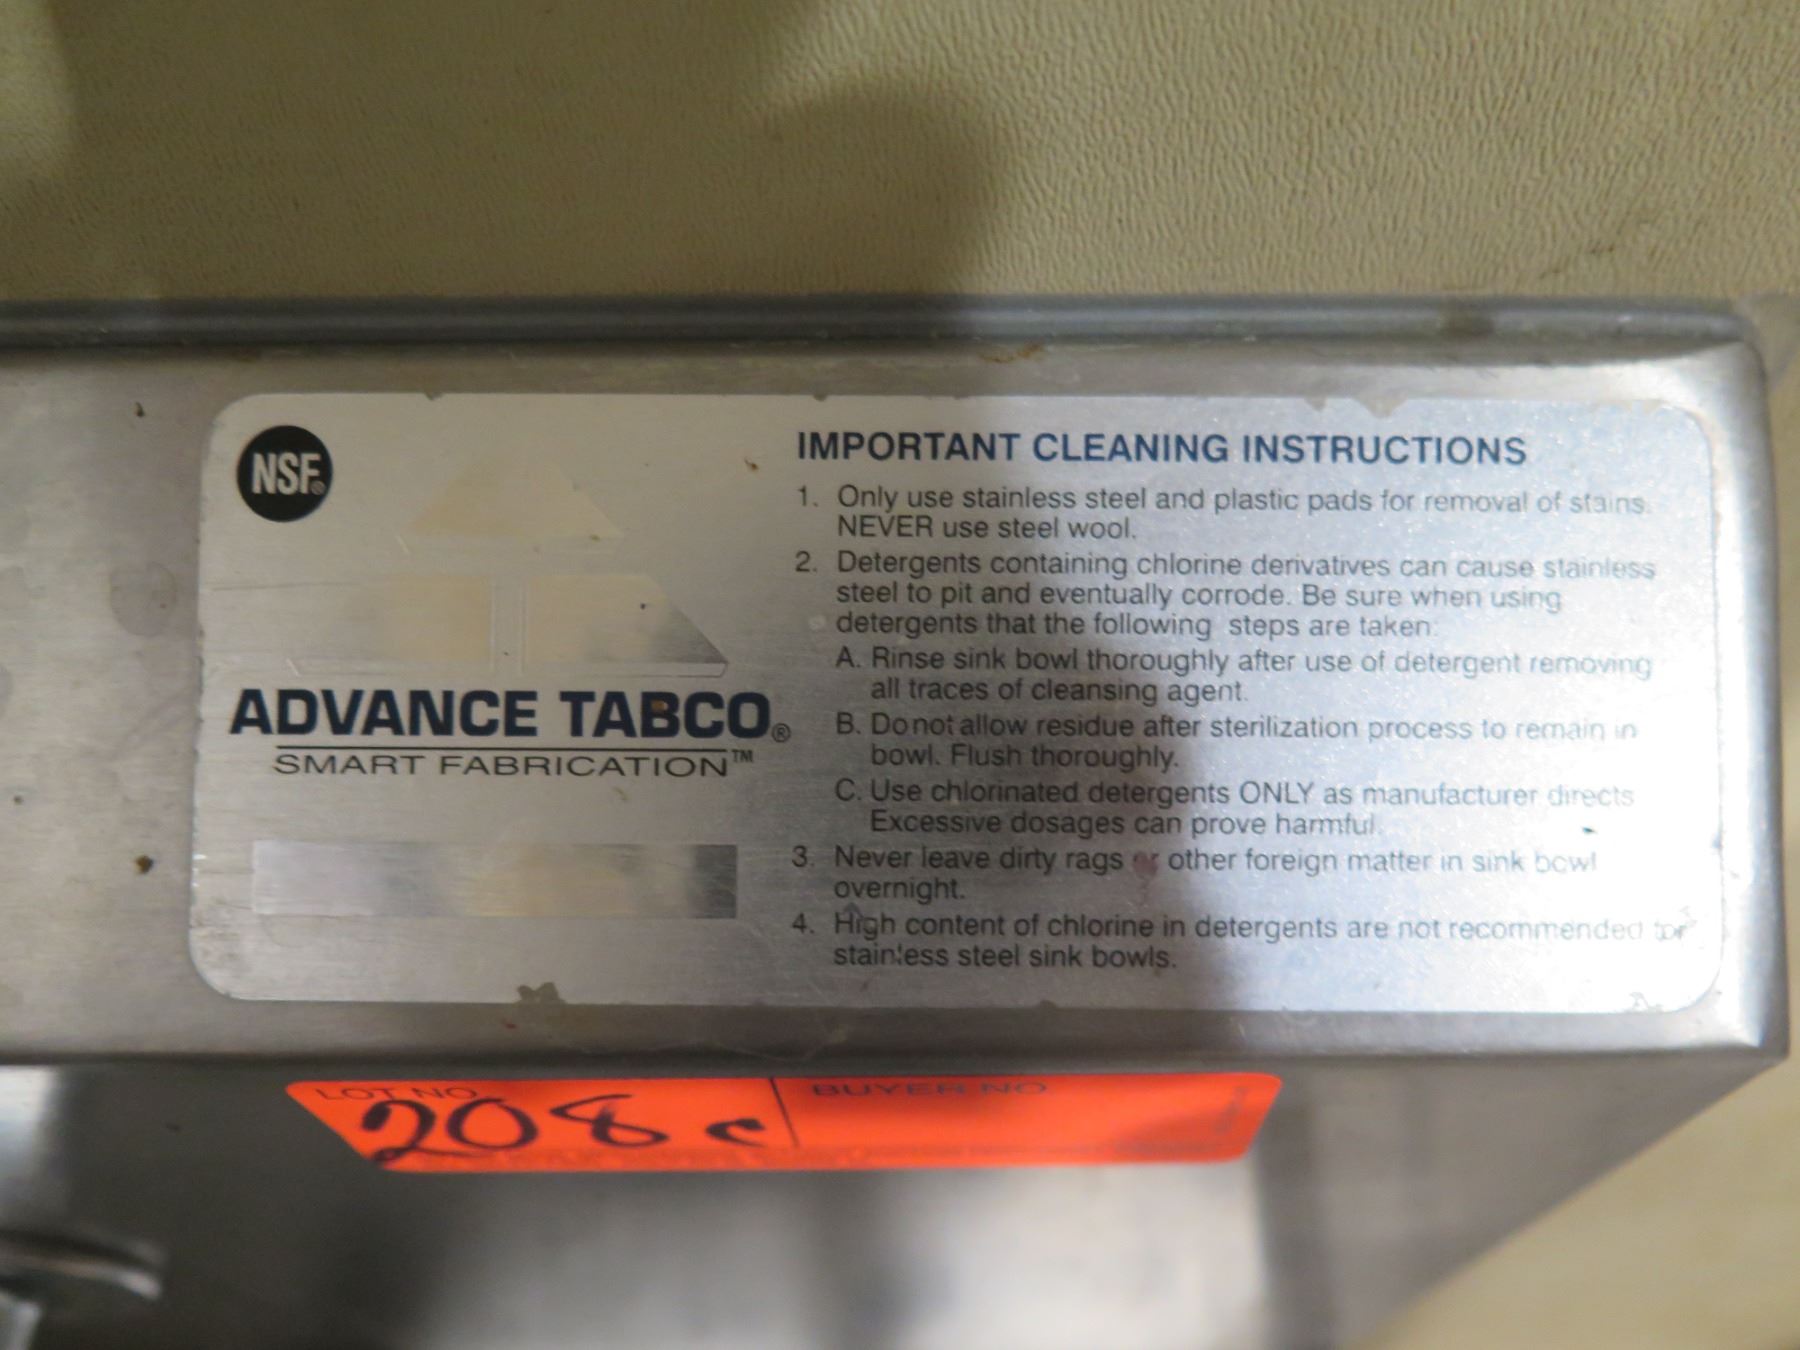 NSF®
ADVANCE TABCO®
SMART FABRICATION™
IMPORTANT CLEANING INSTRUCTIONS
1. Only use stainless steel and plastic pads for removal of stains.
NEVER use steel wool.
2. Detergents containing chlorine derivatives can cause stainless
steel to pit and eventually corrode. Be sure when using
detergents that the following steps are taken:
A. Rinse sink bowl thoroughly after use of detergent removing
all traces of cleansing agent.
B. Do not allow residue after sterilization process to remain in
bowl. Flush thoroughly.
C. Use chlorinated detergents ONLY as manufacturer directs
Excessive dosages can prove harmful.
3. Never leave dirty rags or other foreign matter in sink bowl
overnight.
4. High content of chlorine in detergents are not recommended for
stainless steel sink bowls.
LOT NO. BUYER NO
208 C